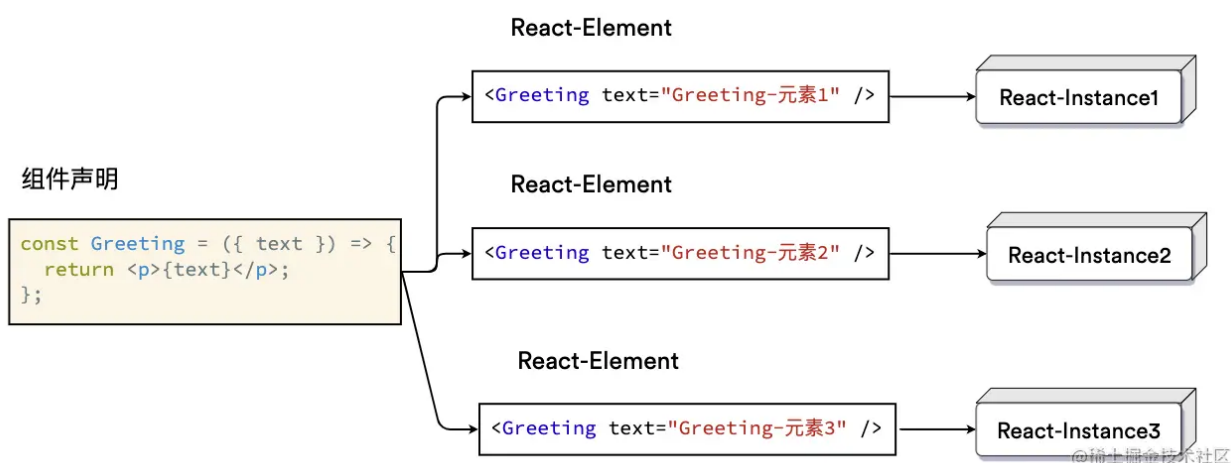 React-Element
<Greeting text="Greeting-元素1" />
React-Instance1
组件声明
const Greeting = ({ text }) => {
  return <p>{text}</p>;
};
React-Element
<Greeting text="Greeting-元素2" />
React-Instance2
React-Element
<Greeting text="Greeting-元素3" />
React-Instance3
@稀土掘金技术社区